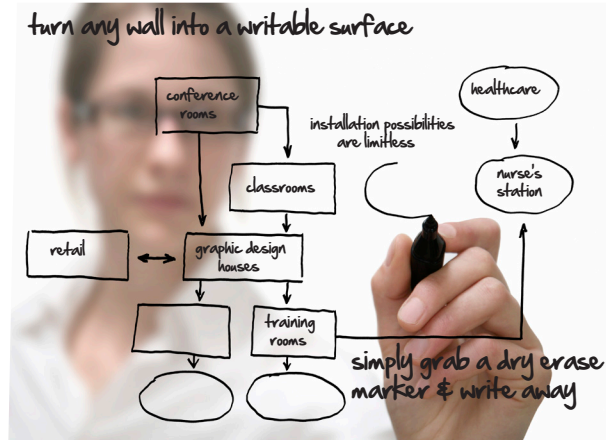 turn any wall into a writable surface
conference
rooms
healthcare
installation possibilities
are limitless
classrooms
nurse's
station
retail
graphic design
houses
training
rooms
simply grab a dry erase
marker & write away